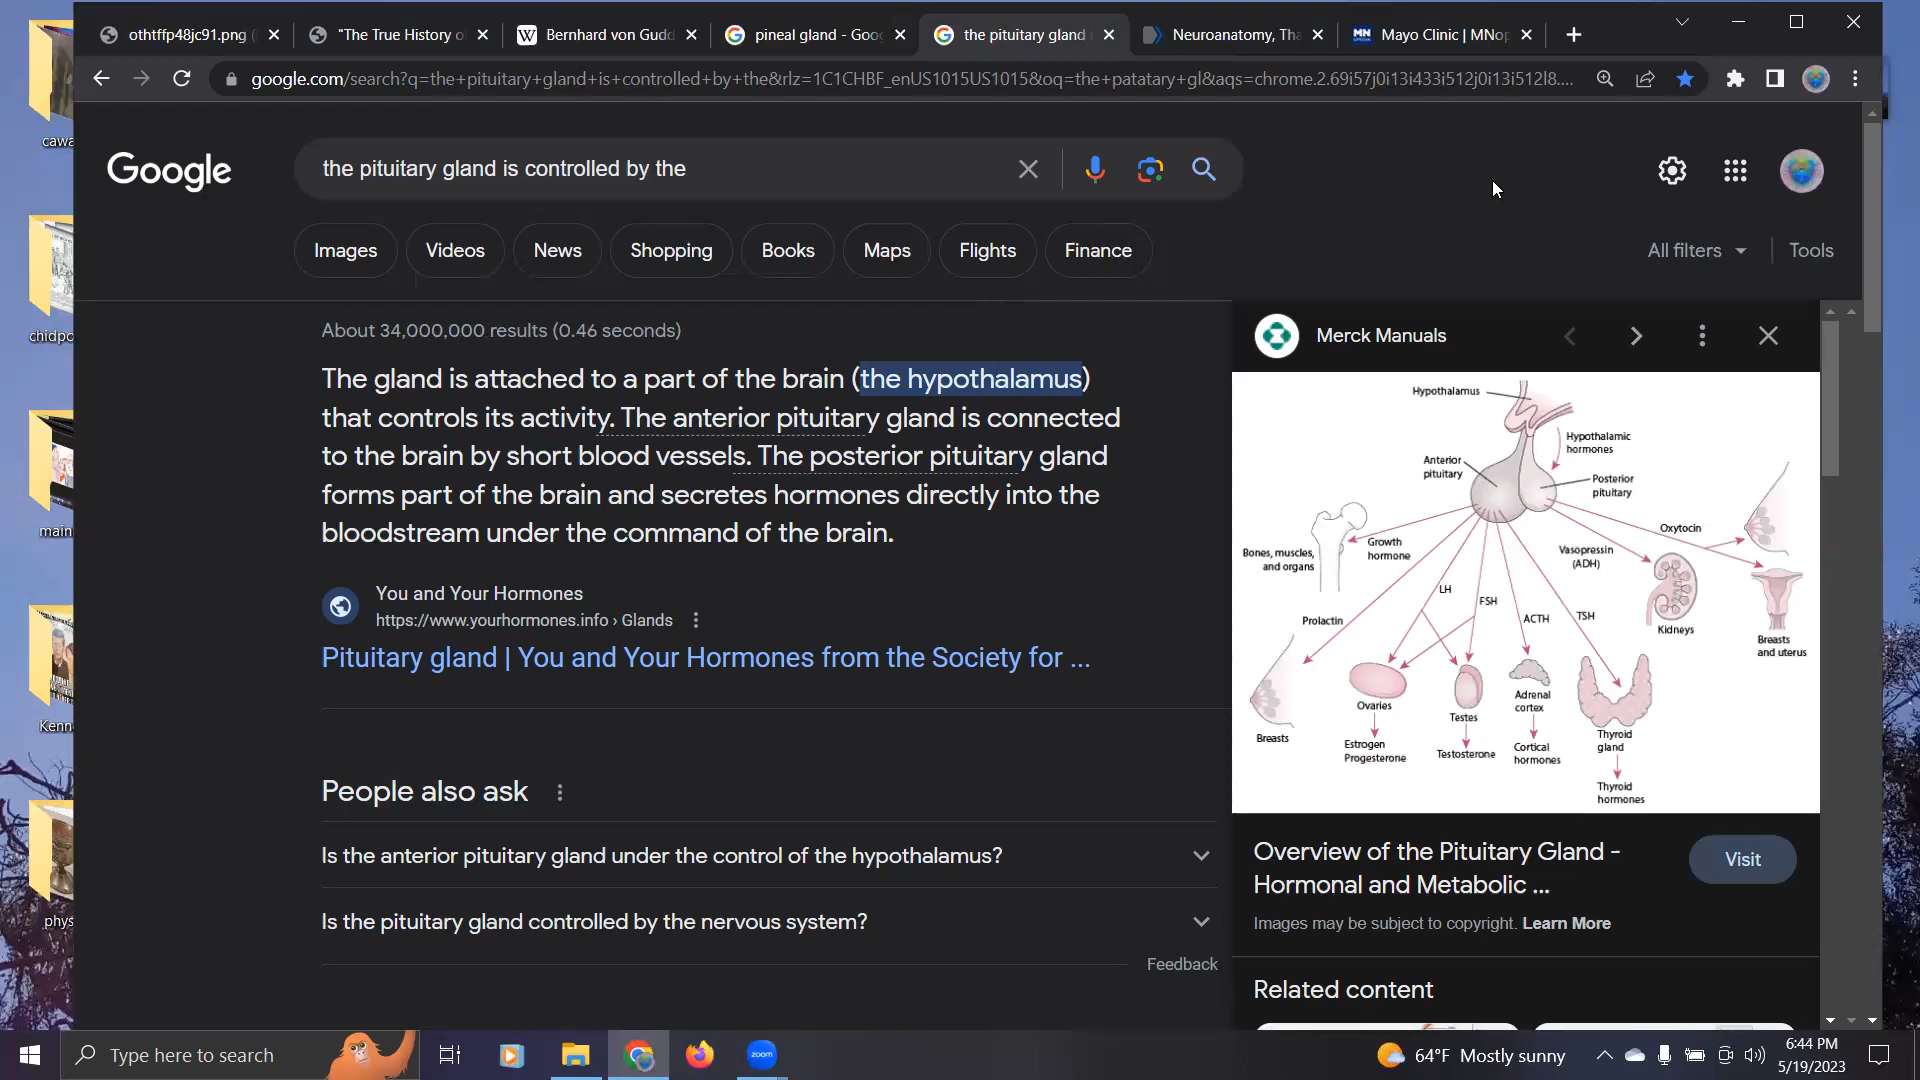 othtffp48jc91.png (
"The True History o
Bernhard von Gudd
pineal gland - Goog
the pituitary gland i
Neuroanatomy, Tha
Mayo Clinic | MNop
google.com/search?q=the+pituitary+gland+is+controlled+by+the&rlz=1C1CHBF_enUS1015US1015&oq=the+patatary+gl&aqs=chrome.2.69i57j0i13i433i512j0i13i512l8....
Google
the pituitary gland is controlled by the
Images
Videos
News
Shopping
Books
Maps
Flights
Finance
All filters
Tools
About 34,000,000 results (0.46 seconds)
The gland is attached to a part of the brain (the hypothalamus)
that controls its activity. The anterior pituitary gland is connected
to the brain by short blood vessels. The posterior pituitary gland
forms part of the brain and secretes hormones directly into the
bloodstream under the command of the brain.
You and Your Hormones
https://www.yourhormones.info › Glands
Pituitary gland | You and Your Hormones from the Society for ...
People also ask
Is the anterior pituitary gland under the control of the hypothalamus?
Is the pituitary gland controlled by the nervous system?
Feedback
Merck Manuals
Hypothalamus
Hypothalamic
hormones
Anterior
pituitary
Posterior
pituitary
Oxytocin
Growth
hormone
Bones, muscles,
and organs
Vasopressin
(ADH)
LH
FSH
ACTH
TSH
Prolactin
Kidneys
Breasts
and uterus
Ovaries
Testes
Adrenal
cortex
Thyroid
gland
Breasts
Estrogen
Progesterone
Testosterone
Cortical
hormones
Thyroid
hormones
Overview of the Pituitary Gland -
Hormonal and Metabolic ...
Visit
Images may be subject to copyright. Learn More
Related content
cawa
chidpo
main
Kenn
phys
Type here to search
zoom
64°F Mostly sunny
6:44 PM
5/19/2023